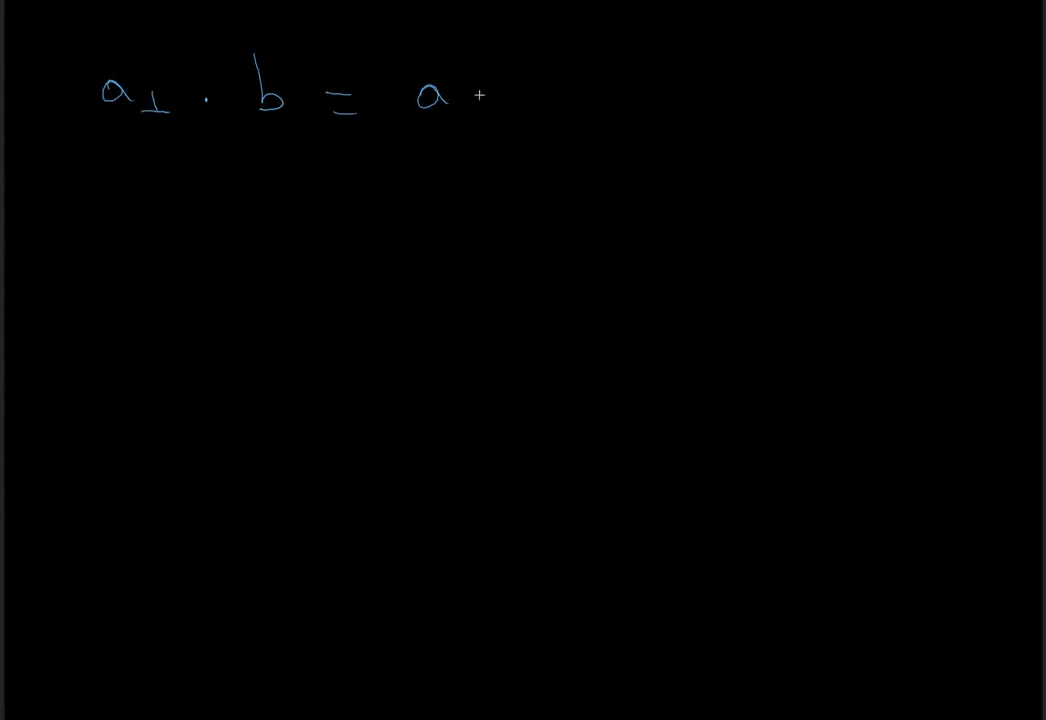 a⊥ · b = a